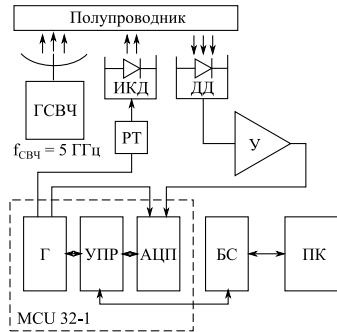 Полупроводник
ГСВЧ
ИКД
ДД
f_СВЧ = 5 ГГц
РТ
У
Г
УПР
АЦП
БС
ПК
MCU 32-1